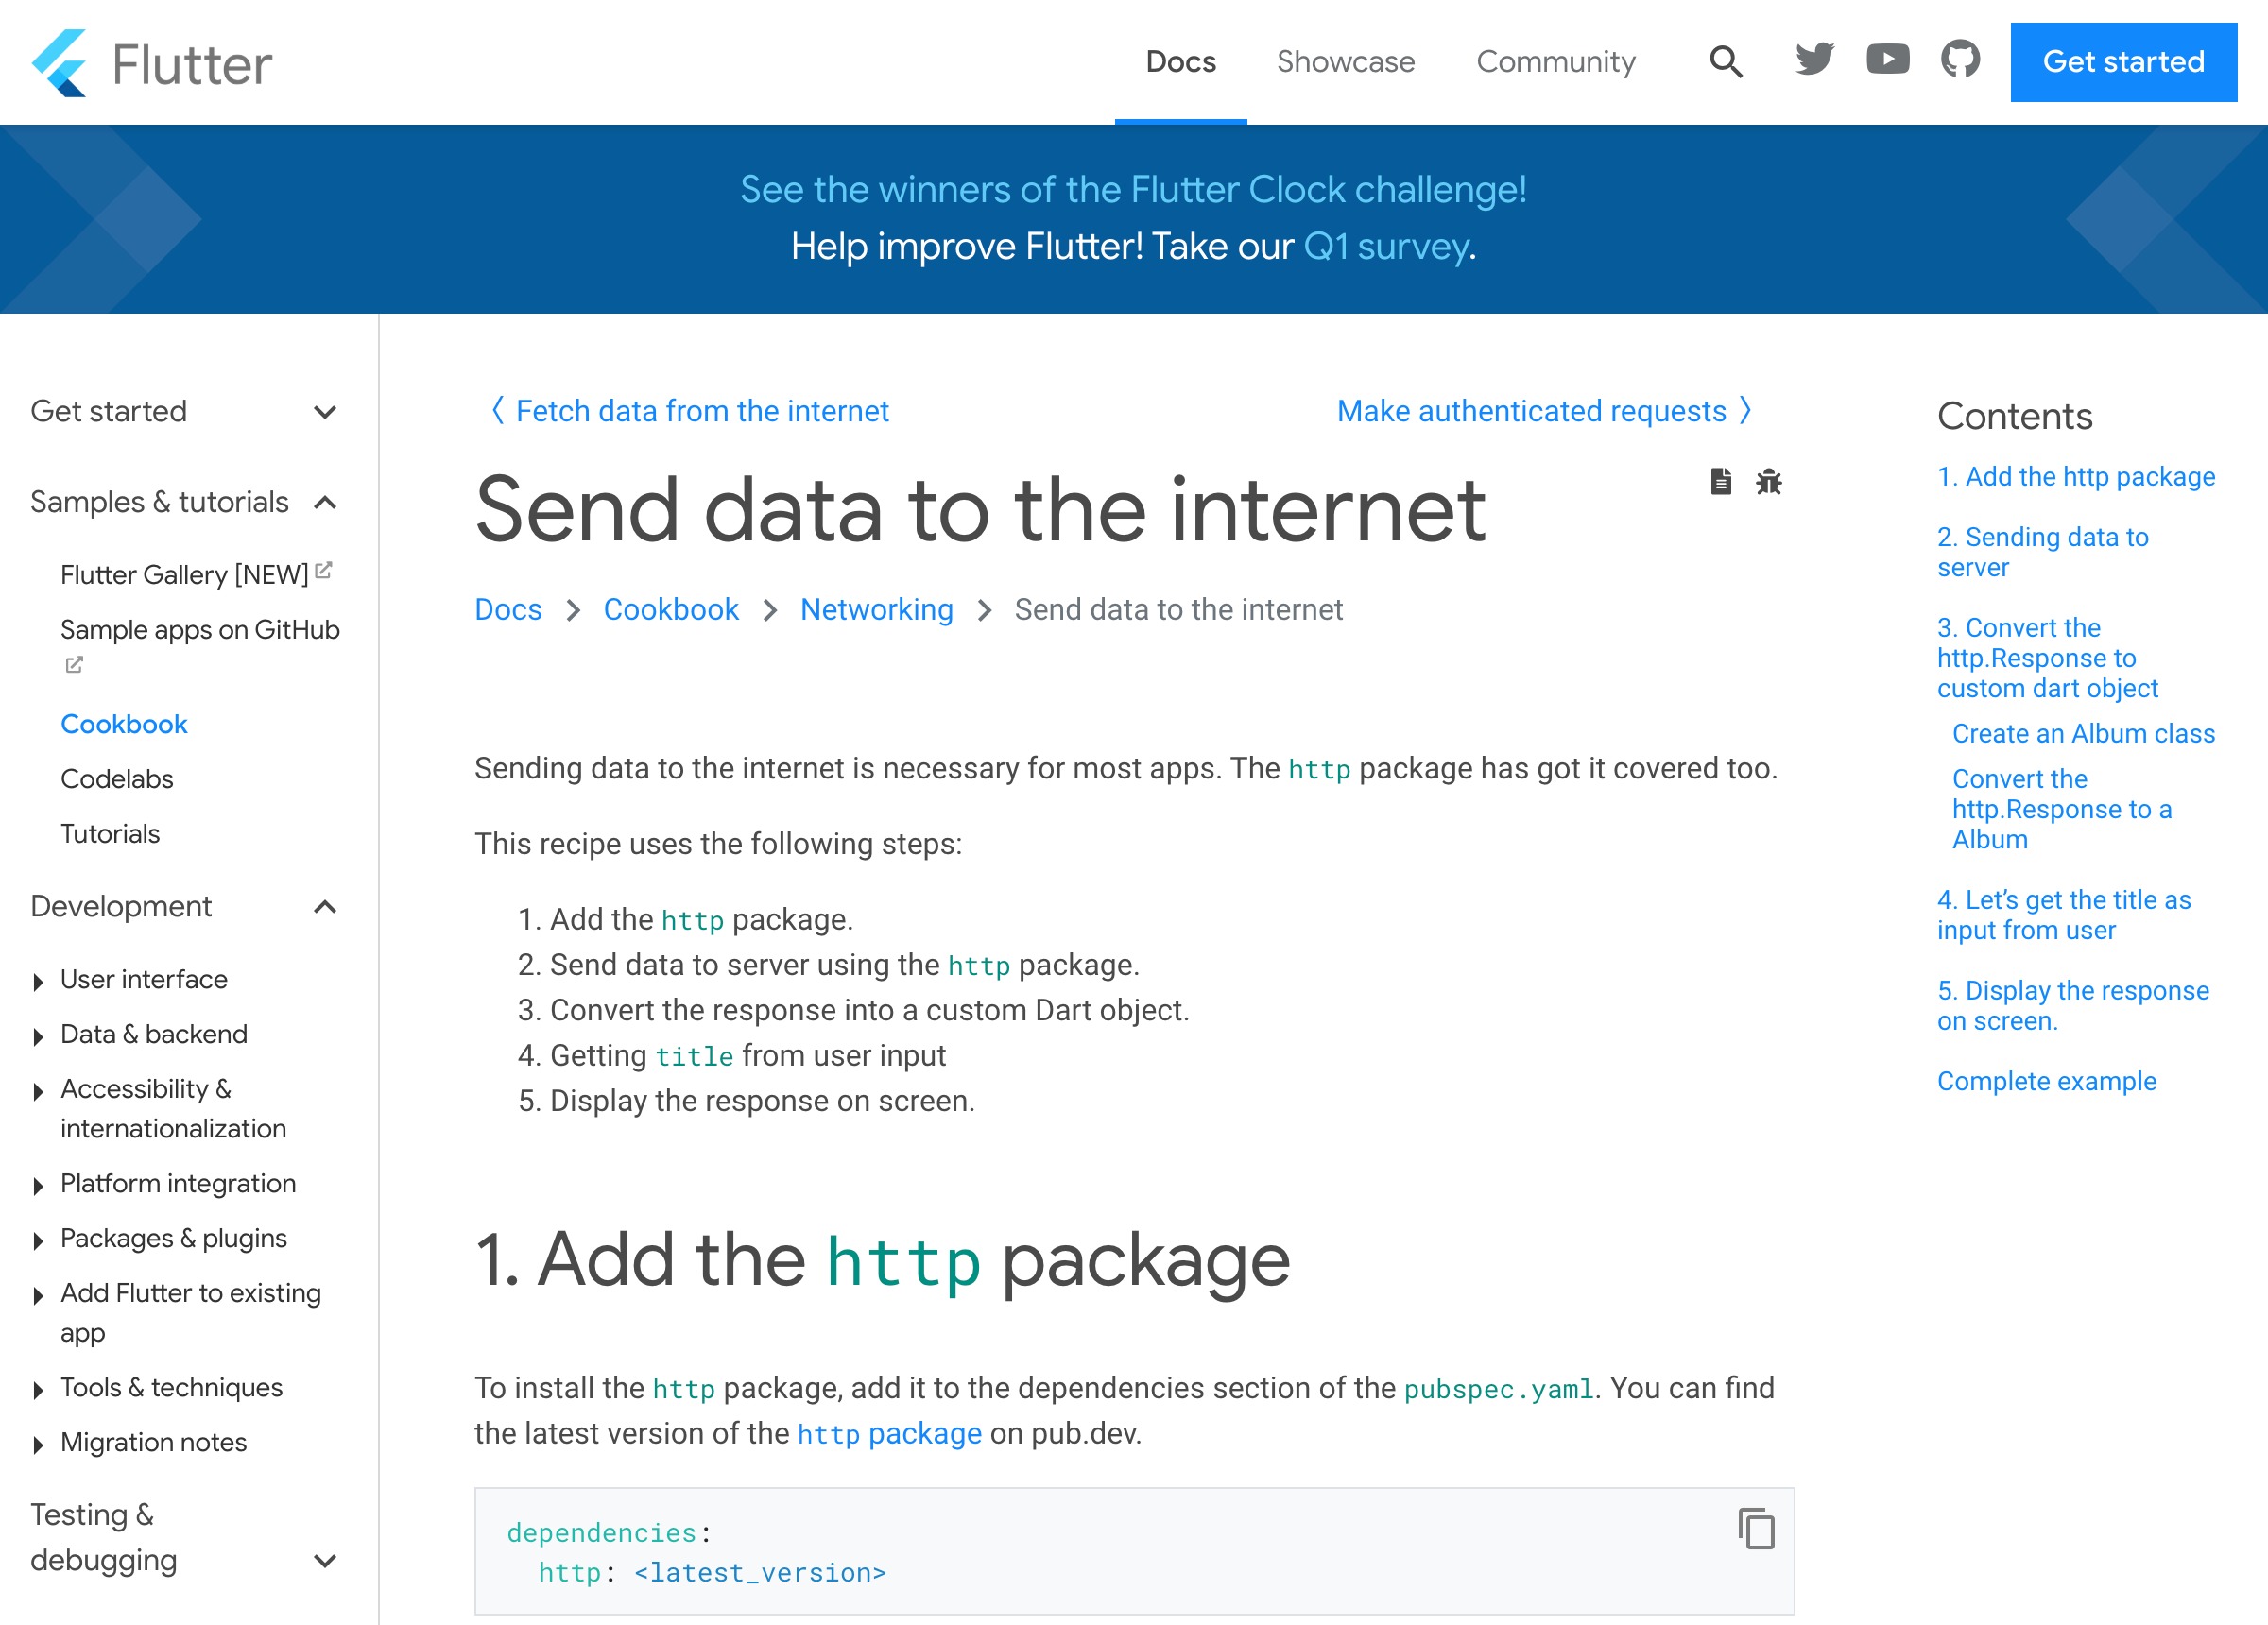 Flutter
Docs
Showcase
Community
Get started
See the winners of the Flutter Clock challenge!
Help improve Flutter! Take our Q1 survey.
Get started
Samples & tutorials
Flutter Gallery [NEW]
Sample apps on GitHub
Cookbook
Codelabs
Tutorials
Development
User interface
Data & backend
Accessibility &
internationalization
Platform integration
Packages & plugins
Add Flutter to existing
app
Tools & techniques
Migration notes
Testing &
debugging
〈 Fetch data from the internet
Make authenticated requests 〉
Send data to the internet
Docs > Cookbook > Networking > Send data to the internet
Sending data to the internet is necessary for most apps. The http package has got it covered too.
This recipe uses the following steps:
1. Add the http package.
2. Send data to server using the http package.
3. Convert the response into a custom Dart object.
4. Getting title from user input
5. Display the response on screen.
1. Add the http package
To install the http package, add it to the dependencies section of the pubspec.yaml. You can find
the latest version of the http package on pub.dev.
dependencies:
  http: <latest_version>
Contents
1. Add the http package
2. Sending data to
server
3. Convert the
http.Response to
custom dart object
Create an Album class
Convert the
http.Response to a
Album
4. Let’s get the title as
input from user
5. Display the response
on screen.
Complete example